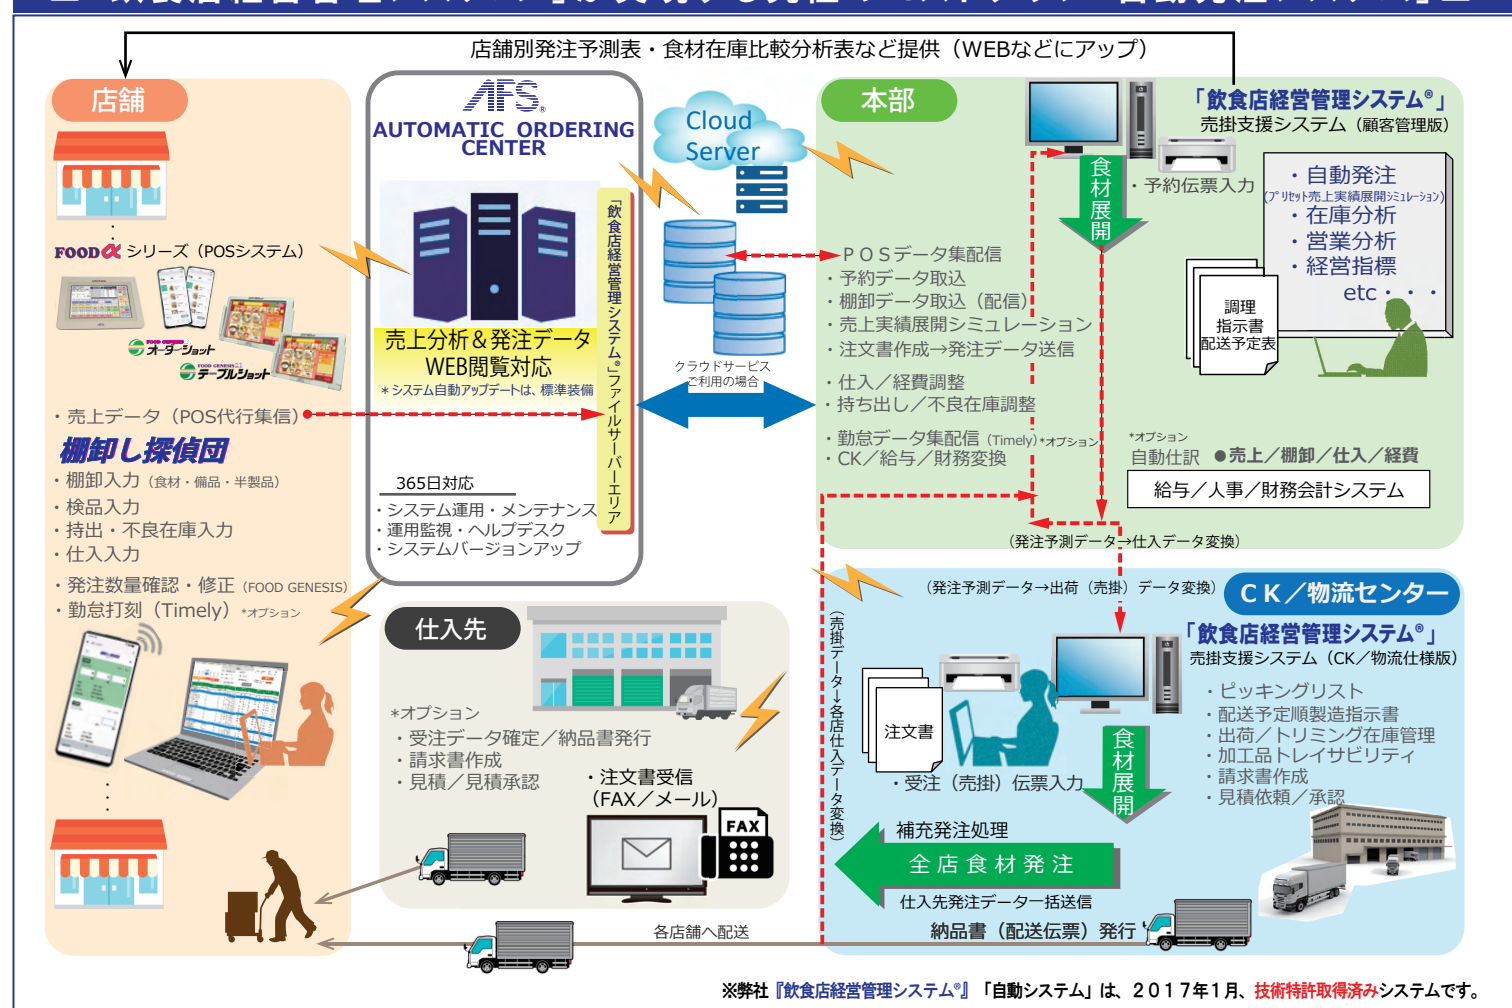 店舗別発注予測表・食材在庫比較分析表など提供（WEBなどにアップ）
店舗
FOODα シリーズ（POSシステム）
FOOD GENESIS
オーダーショット
FOOD GENESIS
テーブルショット
・売上データ（POS代行集信）
棚卸し探偵団
・棚卸入力（食材・備品・半製品）
・検品入力
・持出・不良在庫入力
・仕入入力
・発注数量確認・修正（FOOD GENESIS）
・勤怠打刻（Timely）*オプション
AFS®
AUTOMATIC ORDERING
CENTER
売上分析＆発注データ
WEB閲覧対応
＊システム自動アップデートは、標準装備
「飲食店経営管理システム®」ファイルサーバーエリア
365日対応
・システム運用・メンテナンス
・運用監視・ヘルプデスク
・システムバージョンアップ
Cloud
Server
クラウドサービス
ご利用の場合
本部
「飲食店経営管理システム®」
売掛支援システム（顧客管理版）
・予約伝票入力
食材展開
・自動発注
(プリセット売上実績展開シミュレーション)
・在庫分析
・営業分析
・経営指標
etc・・・
調理
指示書
配送予定表
・ＰＯＳデータ集配信
・予約データ取込
・棚卸データ取込（配信）
・売上実績展開シミュレーション
・注文書作成→発注データ送信
・仕入／経費調整
・持ち出し／不良在庫調整
・勤怠データ集配信（Timely）*オプション
・CK／給与／財務変換
*オプション
自動仕訳 ●売上／棚卸／仕入／経費
給与／人事／財務会計システム
（発注予測データ→仕入データ変換）
仕入先
*オプション
・受注データ確定／納品書発行
・請求書作成
・見積／見積承認
・注文書受信
（FAX／メール）
FAX
（売掛データ→各店仕入データ変換）
（発注予測データ→出荷（売掛）データ変換）
ＣＫ／物流センター
「飲食店経営管理システム®」
売掛支援システム（CK／物流仕様版）
・ピッキングリスト
・配送予定順製造指示書
・出荷／トリミング在庫管理
・加工品トレイサビリティ
・請求書作成
・見積依頼／承認
注文書
・受注（売掛）伝票入力
食材展開
補充発注処理
全店食材発注
仕入先発注データ一括送信
納品書（配送伝票）発行
各店舗へ配送
※弊社『飲食店経営管理システム®』「自動システム」は、２０１７年１月、技術特許取得済みシステムです。